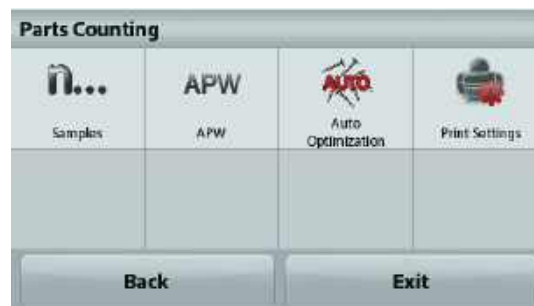 Parts Counting
n...
APW
AUTO
Samples
APW
Auto
Optimization
Print Settings
Back
Exit